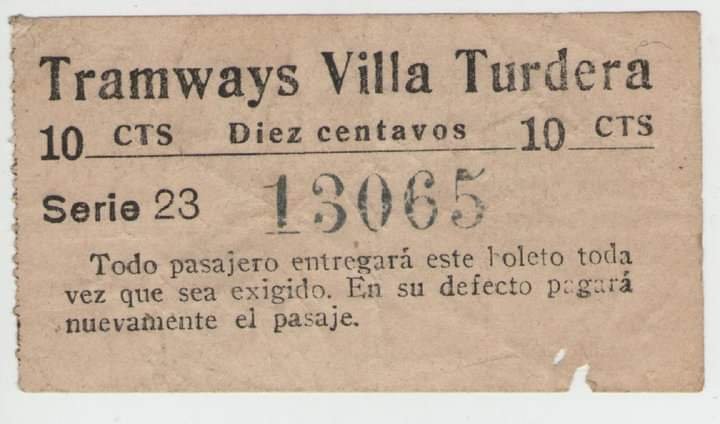 Tramways Villa Turdera
10 CTS Diez centavos 10 CTS
Serie 23 13065
Todo pasajero entregará este boleto toda
vez que sea exigido. En su defecto pagará
nuevamente el pasaje.